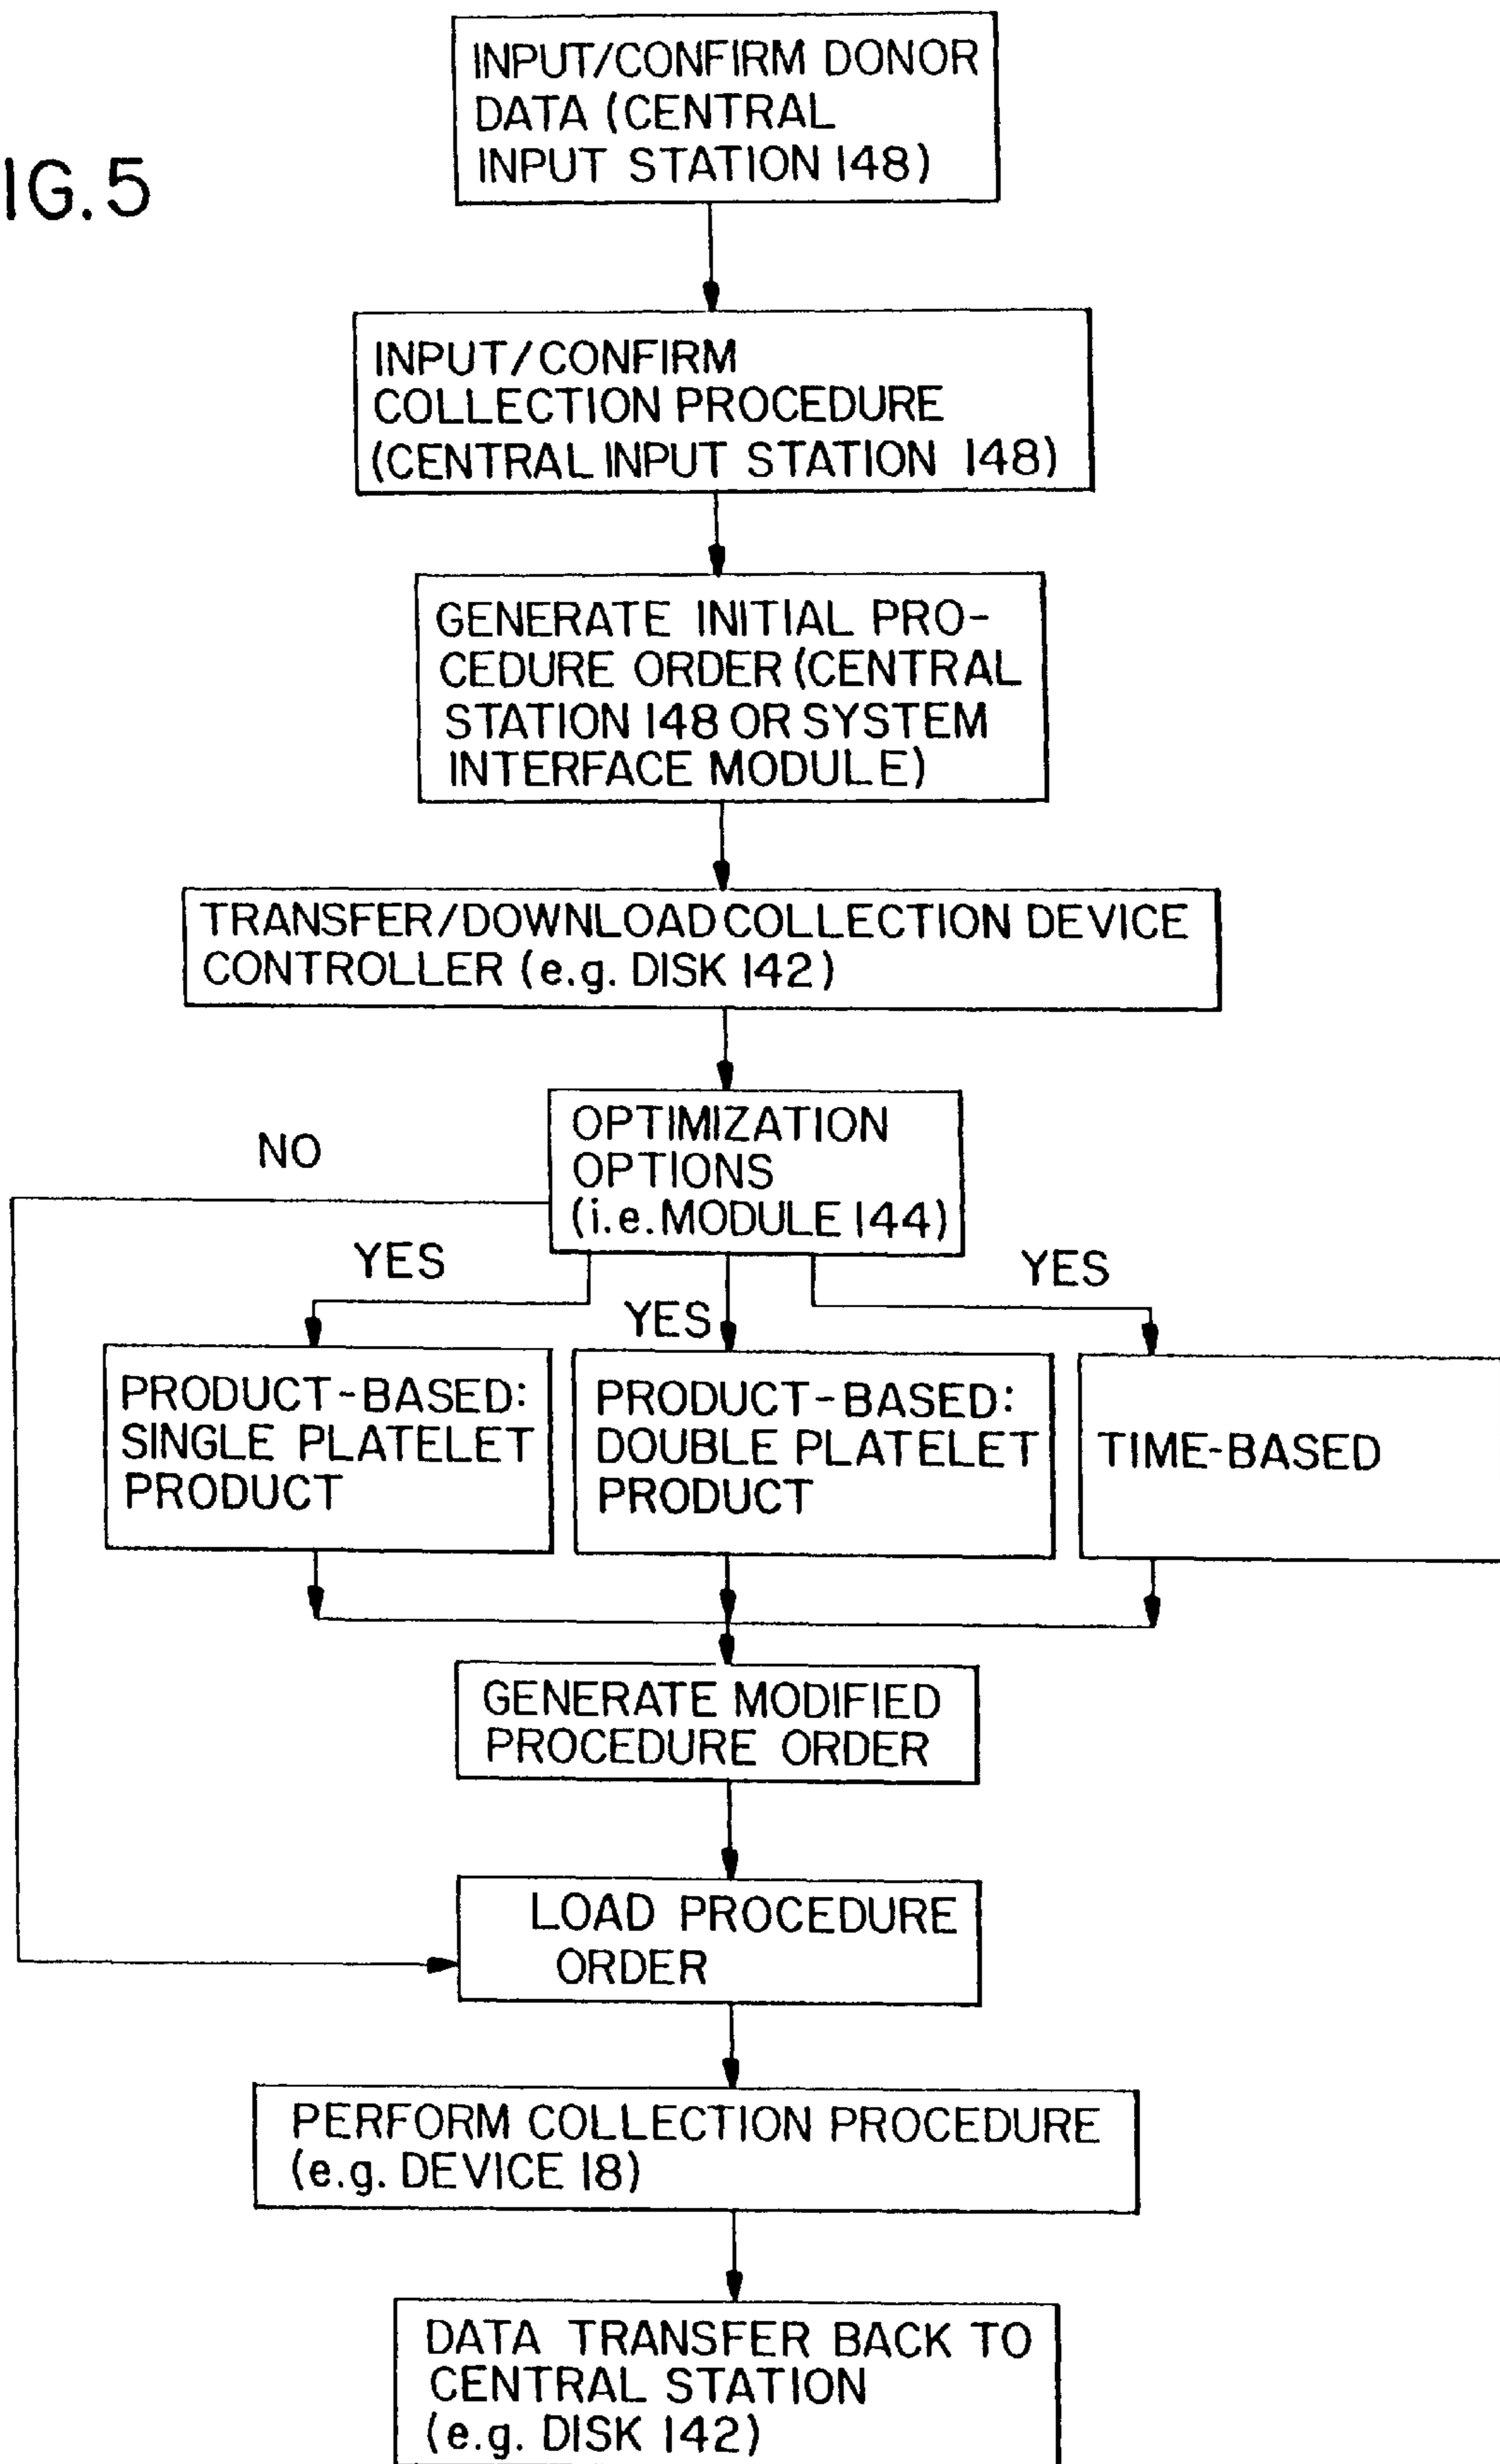 INPUT/CONFIRM DONOR
DATA (CENTRAL
INPUT STATION 148)
IG. 5
INPUT/CONFIRM
COLLECTION PROCEDURE
(CENTRAL INPUT STATION 148)
GENERATE INITIAL PRO-
CEDURE ORDER (CENTRAL
STATION 148 OR SYSTEM
INTERFACE MODULE)
TRANSFER/DOWNLOAD COLLECTION DEVICE
CONTROLLER (e.g. DISK 142)
OPTIMIZATION
OPTIONS
(i.e. MODULE 144)
NO
YES
YES
YES
PRODUCT-BASED:
SINGLE PLATELET
PRODUCT
PRODUCT-BASED:
DOUBLE PLATELET
PRODUCT
TIME-BASED
GENERATE MODIFIED
PROCEDURE ORDER
LOAD PROCEDURE
ORDER
PERFORM COLLECTION PROCEDURE
(e.g. DEVICE 18)
DATA TRANSFER BACK TO
CENTRAL STATION
(e.g. DISK 142)